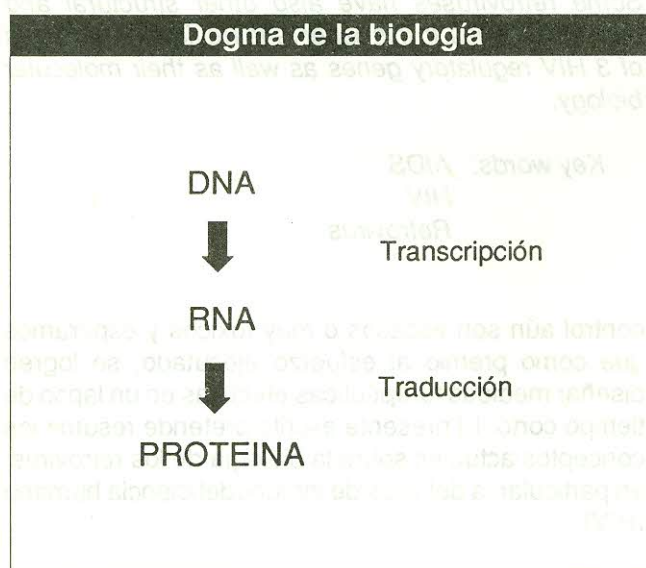 Dogma de la biología
DNA
Transcripción
RNA
Traducción
PROTEINA